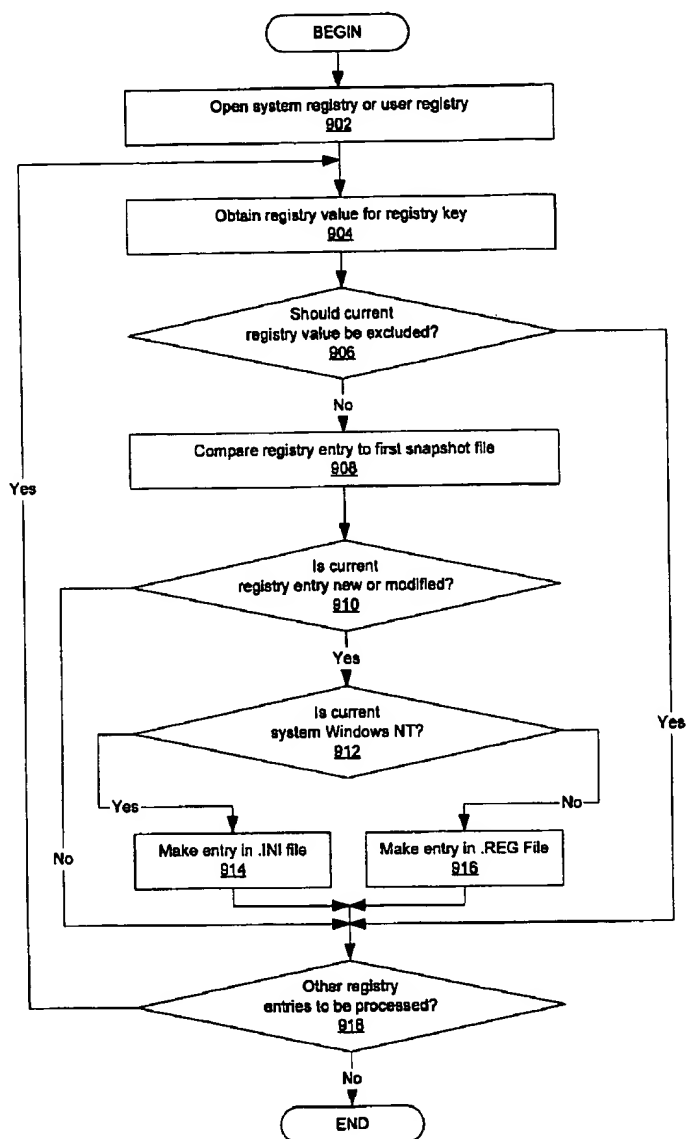 BEGIN
Open system registry or user registry
902
Obtain registry value for registry key
904
Should current
registry value be excluded?
906
No
Compare registry entry to first snapshot file
908
Yes
Is current
registry entry new or modified?
910
Yes
Is current
system Windows NT?
912
Yes
Yes
No
Make entry in .INI file
914
Make entry in .REG File
916
No
Other registry
entries to be processed?
918
No
END